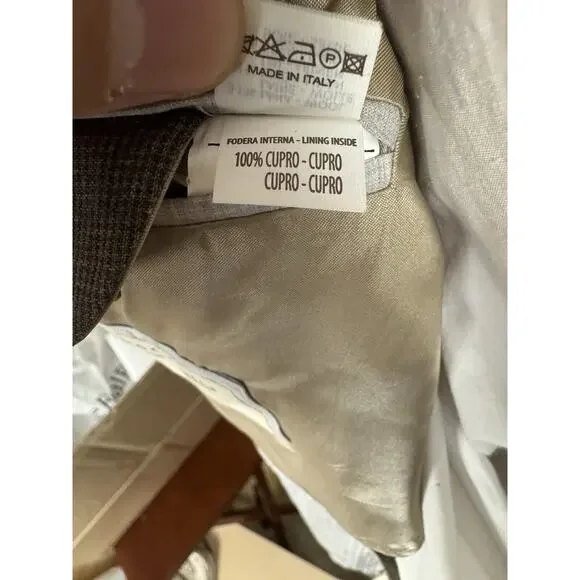 P
MADE IN ITALY
FODERA INTERNA - LINING INSIDE
100% CUPRO - CUPRO
CUPRO - CUPRO